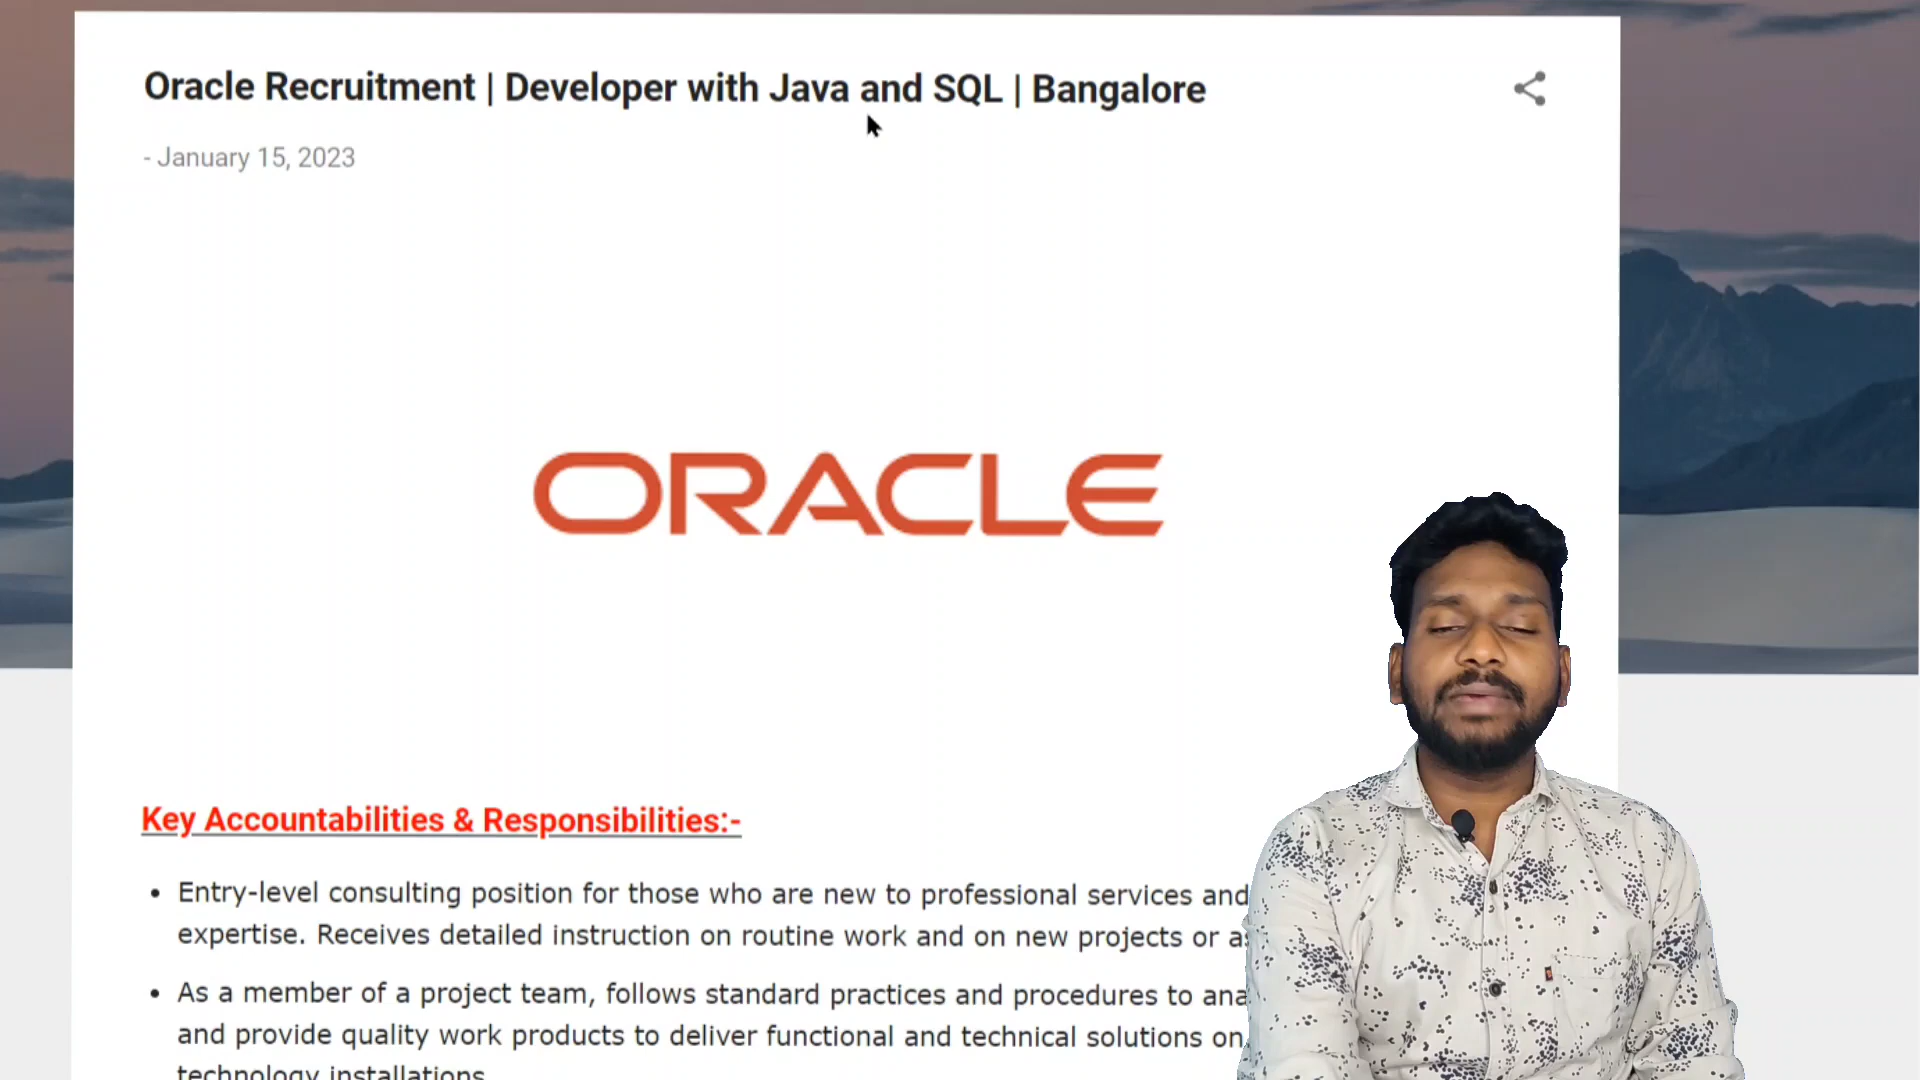 Oracle Recruitment | Developer with Java and SQL | Bangalore
- January 15, 2023
ORACLE
Key Accountabilities & Responsibilities:-
• Entry-level consulting position for those who are new to professional services and
expertise. Receives detailed instruction on routine work and on new projects or
• As a member of a project team, follows standard practices and procedures to
and provide quality work products to deliver functional and technical solutions on
technology installations.